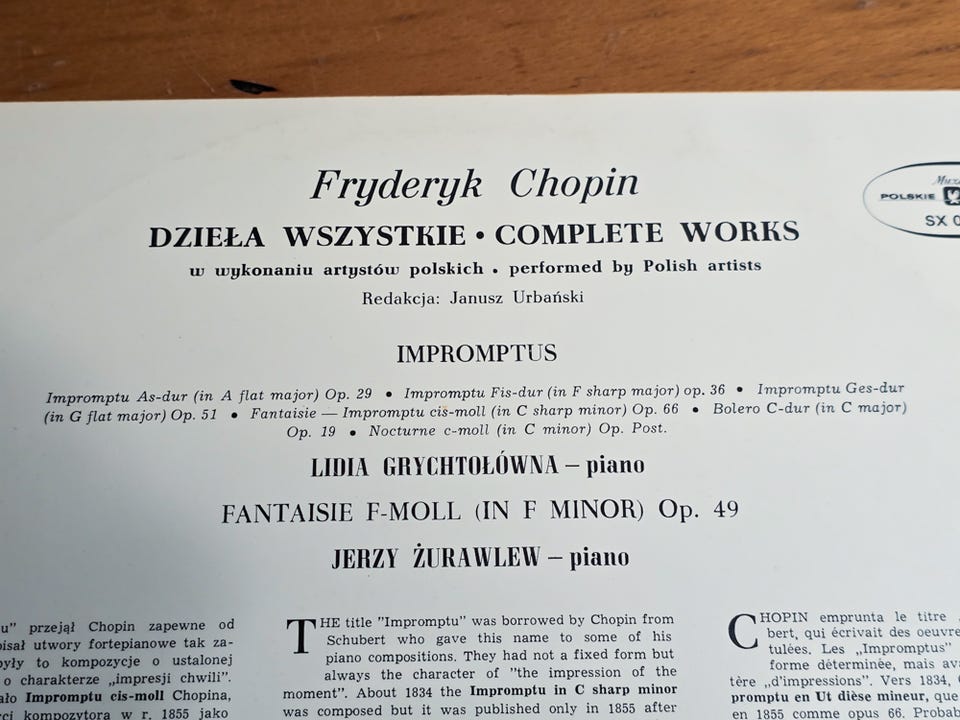 Fryderyk Chopin
DZIEŁA WSZYSTKIE • COMPLETE WORKS
w wykonaniu artystów polskich • performed by Polish artists
Redakcja: Janusz Urbański
POLSKIE
SX
IMPROMPTUS
Impromptu As-dur (in A flat major) Op. 29 • Impromptu Fis-dur (in F sharp major) op. 36 • Impromptu Ges-dur
(in G flat major) Op. 51 • Fantaisie — Impromptu cis-moll (in C sharp minor) Op. 66 • Bolero C-dur (in C major)
Op. 19 • Nocturne c-moll (in C minor) Op. Post.
LIDIA GRYCHTOŁÓWNA – piano
FANTAISIE F-MOLL (IN F MINOR) Op. 49
JERZY ŻURAWLEW – piano
u" przejął Chopin zapewne od
pisał utwory fortepianowe tak za-
były to kompozycje o ustalonej
o charakterze „impresji chwili".
ało Impromptu cis-moll Chopina,
rci kompozytora w r. 1855 jako
THE title "Impromptu" was borrowed by Chopin from
Schubert who gave this name to some of his
piano compositions. They had not a fixed form but
always the character of "the impression of the
moment". About 1834 the Impromptu in C sharp minor
was composed but it was published only in 1855 after
CHOPIN emprunta le titre
bert, qui écrivait des oeuvre
tulées. Les „Impromptus"
forme déterminée, mais av
tère „d'impressions". Vers 1834,
promptu en Ut dièse mineur, que
en 1855 comme opus 66. Probab